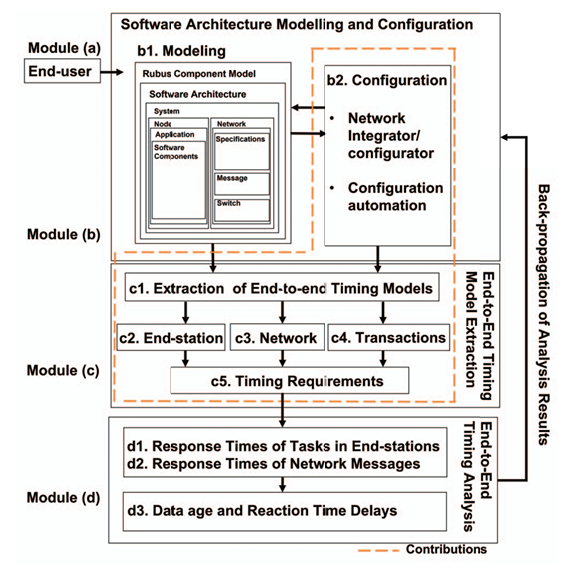 Software Architecture Modelling and Configuration
Module (a)
End-user
b1. Modeling
Rubus Component Model
Software Architecture
System
Node
Network
Application
Software
Components
Specifications
Message
Switch
b2. Configuration
• Network
Integrator/
configurator
• Configuration
automation
Module (b)
c1. Extraction of End-to-end Timing Models
c2. End-station
c3. Network
c4. Transactions
Module (c)
c5. Timing Requirements
End-to-End Timing
Model Extraction
d1. Response Times of Tasks in End-stations
d2. Response Times of Network Messages
Module (d)
d3. Data age and Reaction Time Delays
End-to-End
Timing Analysis
Back-propagation of Analysis Results
Contributions